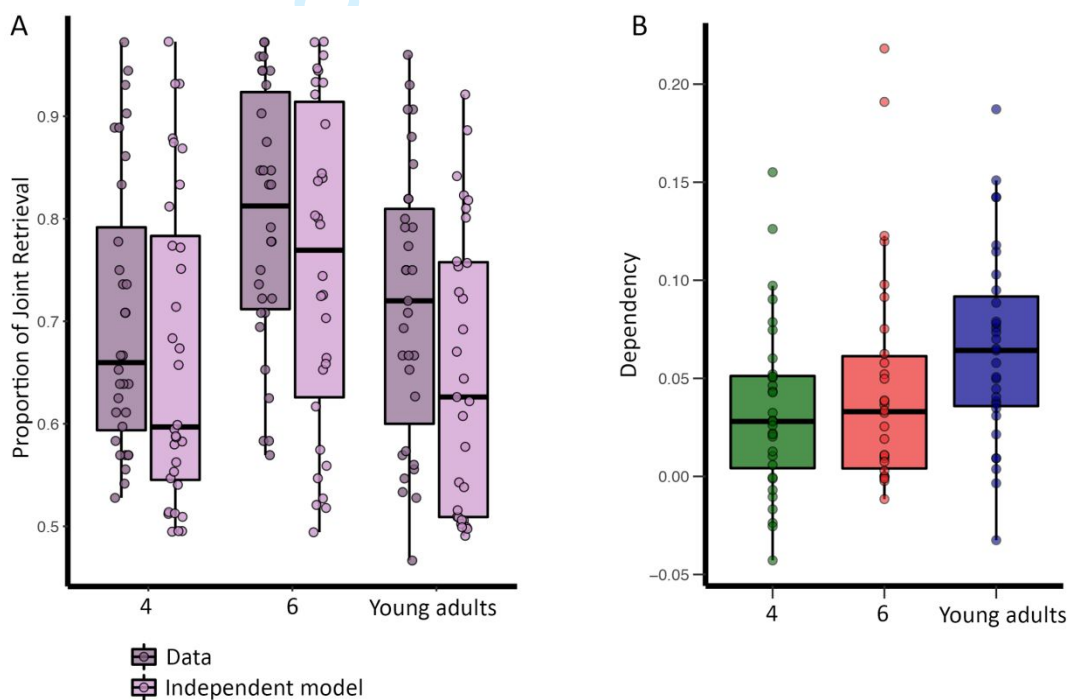 A
Proportion of Joint Retrieval
0.9
0.8
0.7
0.6
0.5
4
6
Young adults
Data
Independent model
B
Dependency
0.20
0.15
0.10
0.05
0.00
−0.05
4
6
Young adults